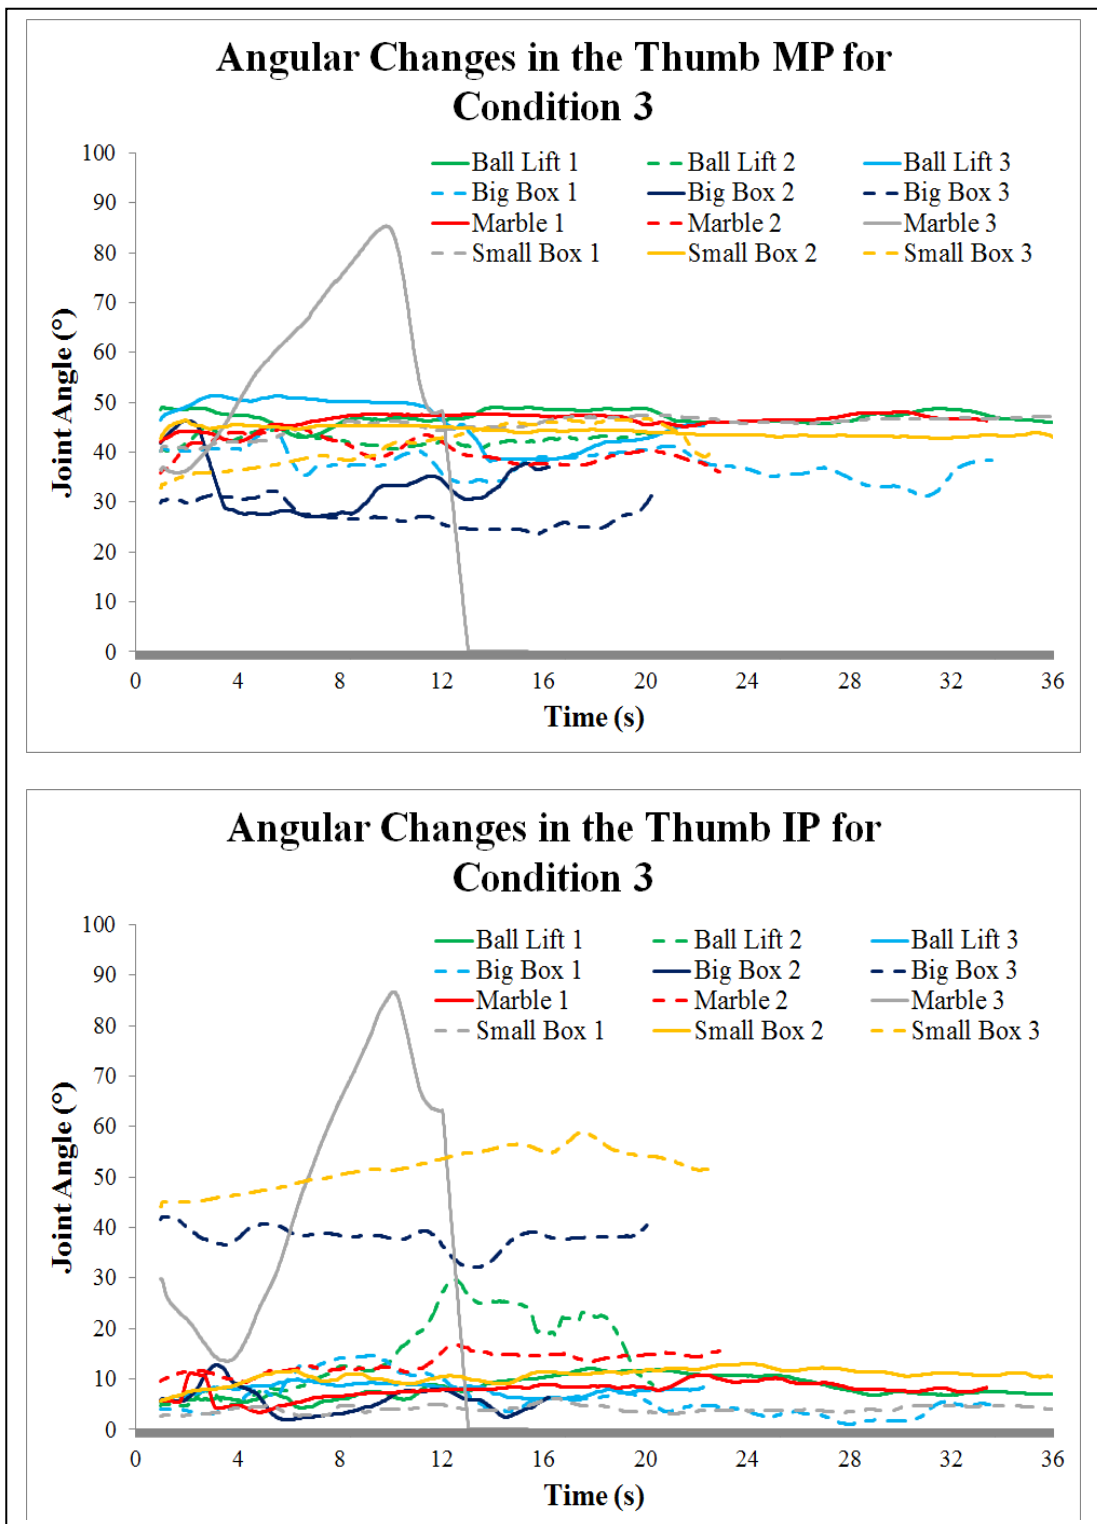 Angular Changes in the Thumb MP for
Condition 3
100
90
80
70
60
50
40
30
20
10
0
Joint Angle (°)
Ball Lift 1 Ball Lift 2 Ball Lift 3
Big Box 1 Big Box 2 Big Box 3
Marble 1 Marble 2 Marble 3
Small Box 1 Small Box 2 Small Box 3
0 4 8 12 16 20 24 28 32 36
Time (s)
Angular Changes in the Thumb IP for
Condition 3
100
90
80
70
60
50
40
30
20
10
0
Joint Angle (°)
Ball Lift 1 Ball Lift 2 Ball Lift 3
Big Box 1 Big Box 2 Big Box 3
Marble 1 Marble 2 Marble 3
Small Box 1 Small Box 2 Small Box 3
0 4 8 12 16 20 24 28 32 36
Time (s)